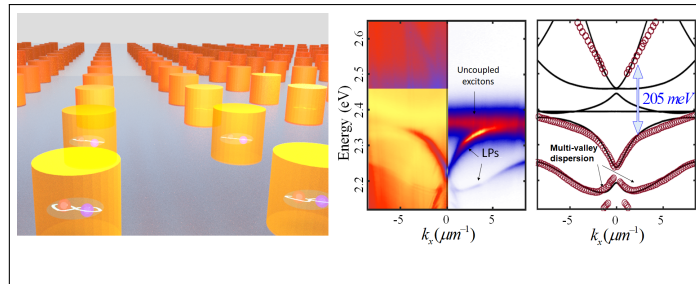 2.6
2.5
2.4
2.3
2.2
Energy (eV)
Uncoupled
excitons
LPs
-5
0
5
k_x(μm⁻¹)
205 meV
Multi-valley
dispersion
-5
0
5
k_x(μm⁻¹)